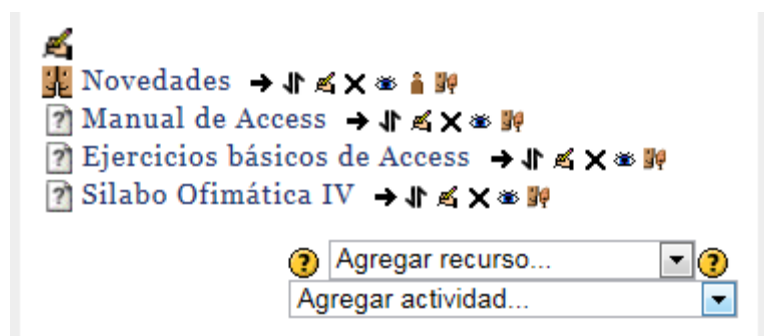 Novedades
Manual de Access
Ejercicios básicos de Access
Silabo Ofimática IV
Agregar recurso...
Agregar actividad...